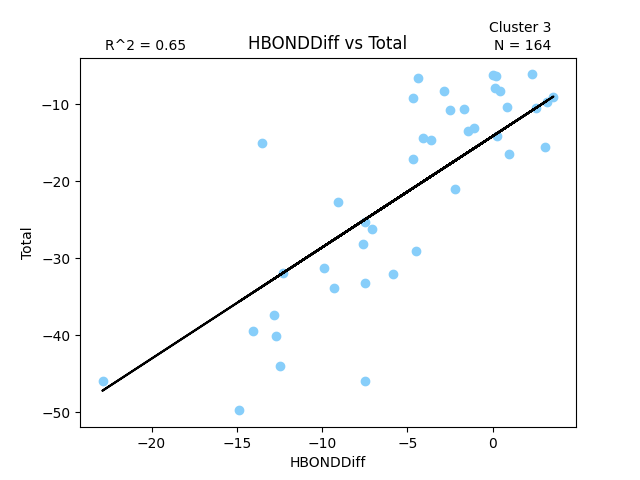 Cluster 3
R^2 = 0.65
HBONDDiff vs Total
N = 164
−10
−20
−30
−40
−50
Total
−20
−15
−10
−5
0
HBONDDiff